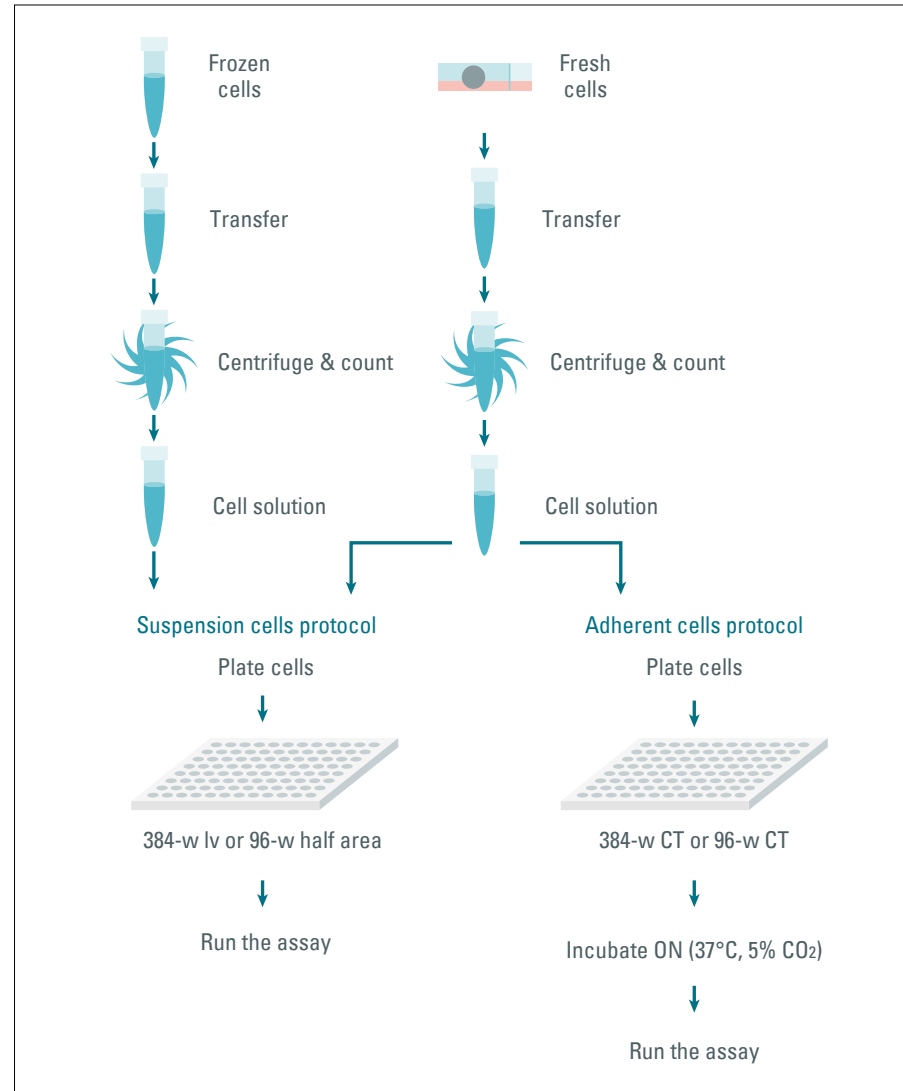 Frozen
cells
Fresh
cells
Transfer
Transfer
Centrifuge & count
Centrifuge & count
Cell solution
Cell solution
Suspension cells protocol
Adherent cells protocol
Plate cells
Plate cells
384-w lv or 96-w half area
384-w CT or 96-w CT
Run the assay
Incubate ON (37°C, 5% CO2)
Run the assay